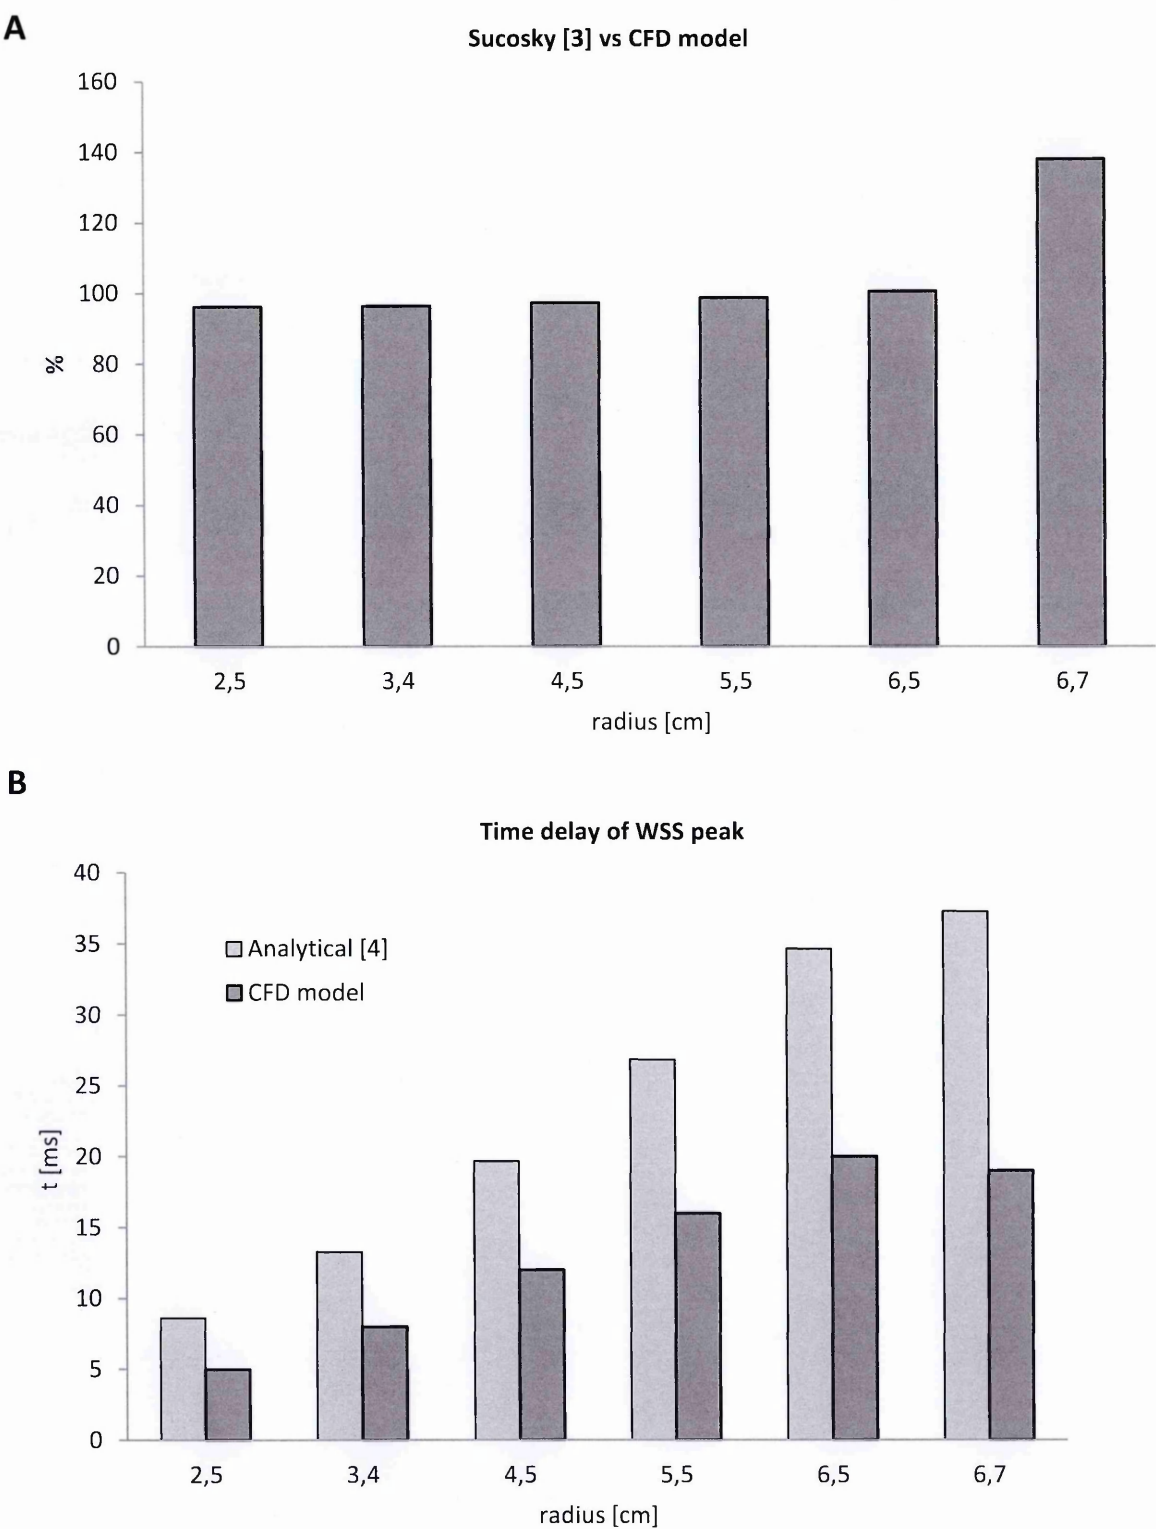 A
Sucosky [3] vs CFD model
160
140
120
100
80
60
40
20
0
%
2,5 3,4 4,5 5,5 6,5 6,7
radius [cm]
B
Time delay of WSS peak
40
35
30
25
20
15
10
5
0
t [ms]
Analytical [4]
CFD model
2,5 3,4 4,5 5,5 6,5 6,7
radius [cm]